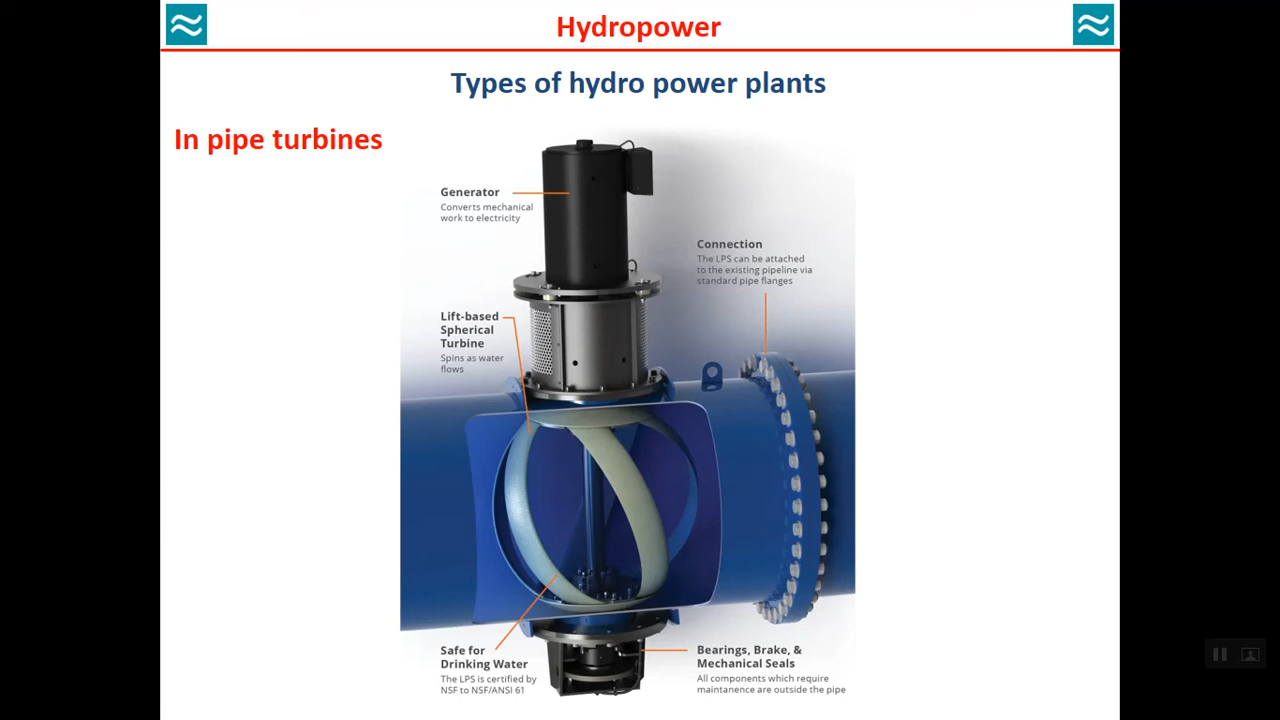 Hydropower
Types of hydro power plants
In pipe turbines
Generator
Converts mechanical
work to electricity
Connection
The LPS can be attached
to the existing pipeline via
standard pipe flanges
Lift-based
Spherical
Turbine
Spins as water
flows
Safe for
Drinking Water
The LPS is certified by
NSF to NSF/ANSI 61
Bearings, Brake, &
Mechanical Seals
All components which require
maintanence are outside the pipe